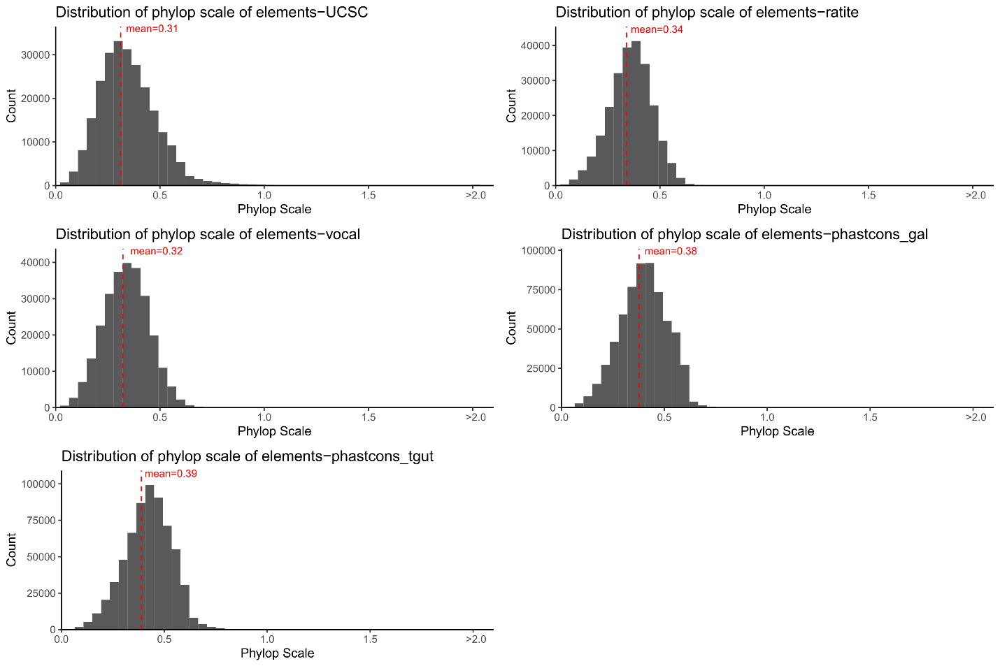 Distribution of phylop scale of elements−UCSC
mean=0.31
30000
20000
10000
0
Count
0.0 0.5 1.0 1.5 >2.0
Phylop Scale
Distribution of phylop scale of elements−ratite
mean=0.34
40000
30000
20000
10000
0
Count
0.0 0.5 1.0 1.5 >2.0
Phylop Scale
Distribution of phylop scale of elements−vocal
mean=0.32
40000
30000
20000
10000
0
Count
0.0 0.5 1.0 1.5 >2.0
Phylop Scale
Distribution of phylop scale of elements−phastcons_gal
mean=0.38
100000
75000
50000
25000
0
Count
0.0 0.5 1.0 1.5 >2.0
Phylop Scale
Distribution of phylop scale of elements−phastcons_tgut
mean=0.39
100000
75000
50000
25000
0
Count
0.0 0.5 1.0 1.5 >2.0
Phylop Scale